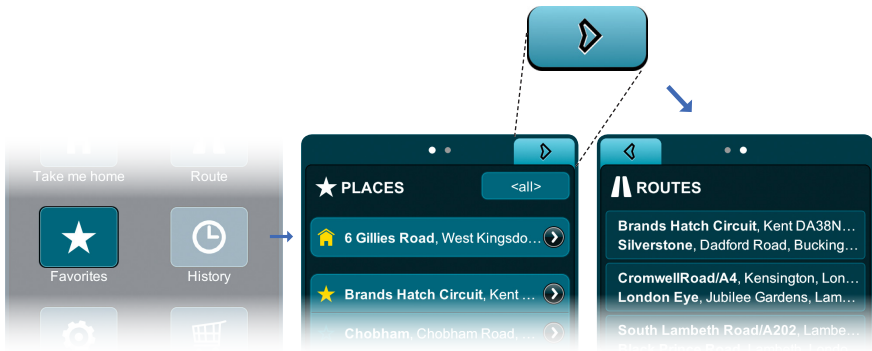 Take me home
Route
Favorites
History
PLACES
<all>
6 Gillies Road, West Kingsdo...
Brands Hatch Circuit, Kent ...
Chobham, Chobham Road, ...
ROUTES
Brands Hatch Circuit, Kent DA38N...
Silverstone, Dadford Road, Bucking...
CromwellRoad/A4, Kensington, Lon...
London Eye, Jubilee Gardens, Lam...
South Lambeth Road/A202, Lambe...